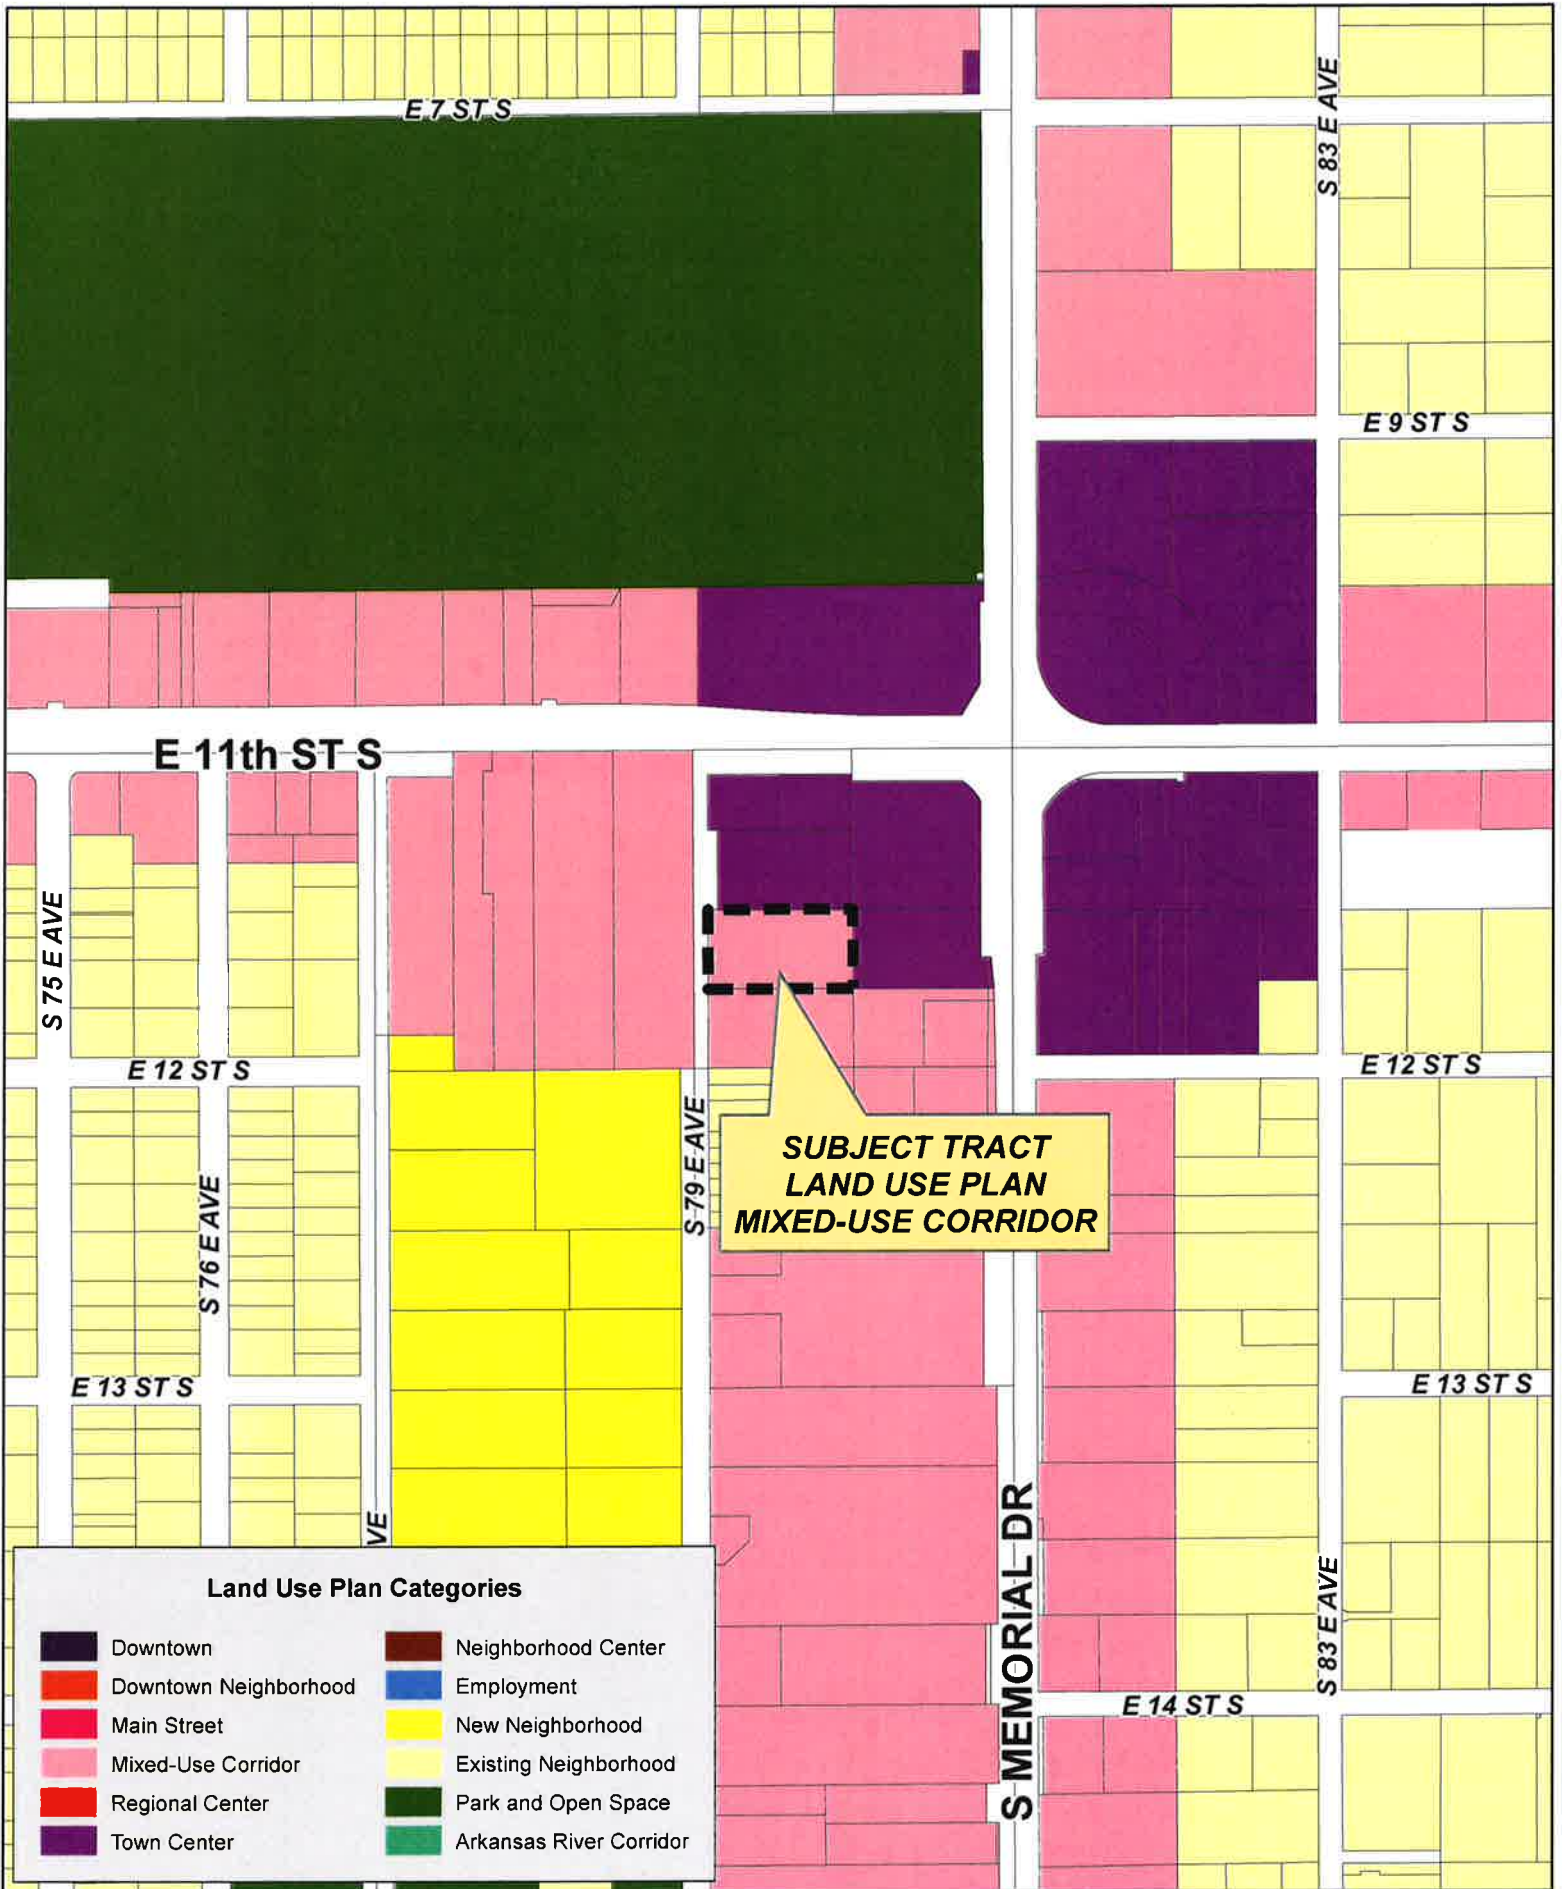 E 7 ST S
S 83 E AVE
E 9 ST S
E 11th ST S
S 75 E AVE
E 12 ST S
E 12 ST S
S 76 E AVE
S 79 E AVE
SUBJECT TRACT
LAND USE PLAN
MIXED-USE CORRIDOR
E 13 ST S
E 13 ST S
VE
S MEMORIAL DR
S 83 E AVE
E 14 ST S
Land Use Plan Categories
Downtown
Downtown Neighborhood
Main Street
Mixed-Use Corridor
Regional Center
Town Center
Neighborhood Center
Employment
New Neighborhood
Existing Neighborhood
Park and Open Space
Arkansas River Corridor